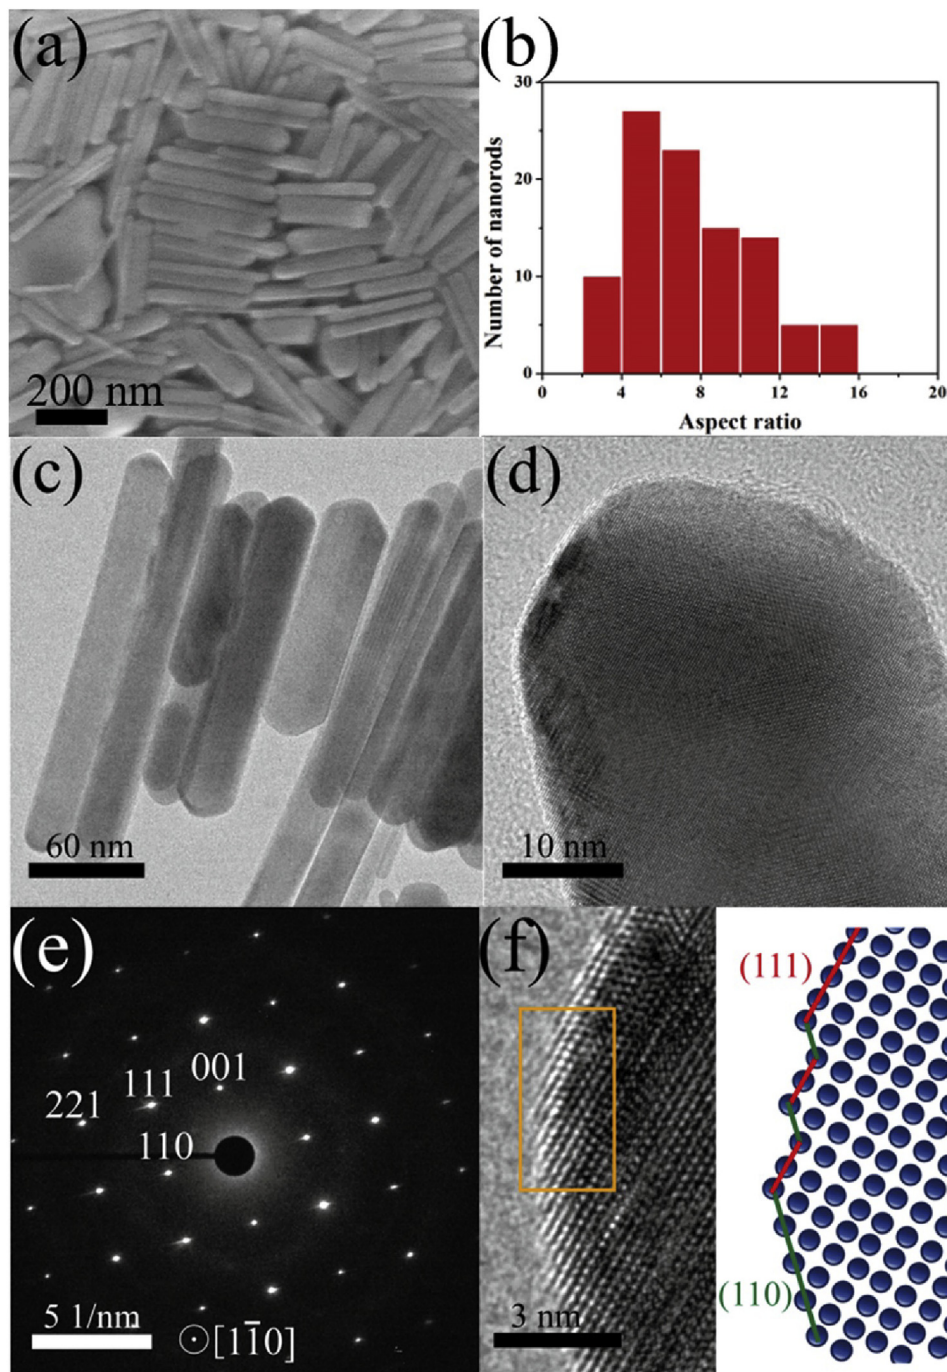 (a)
200 nm
(b)
30
20
10
0
0
4
8
12
16
20
Number of nanorods
Aspect ratio
(c)
60 nm
(d)
10 nm
(e)
001
111
221
110
5 1/nm
⊙[11̅0]
(f)
3 nm
(111)
(110)